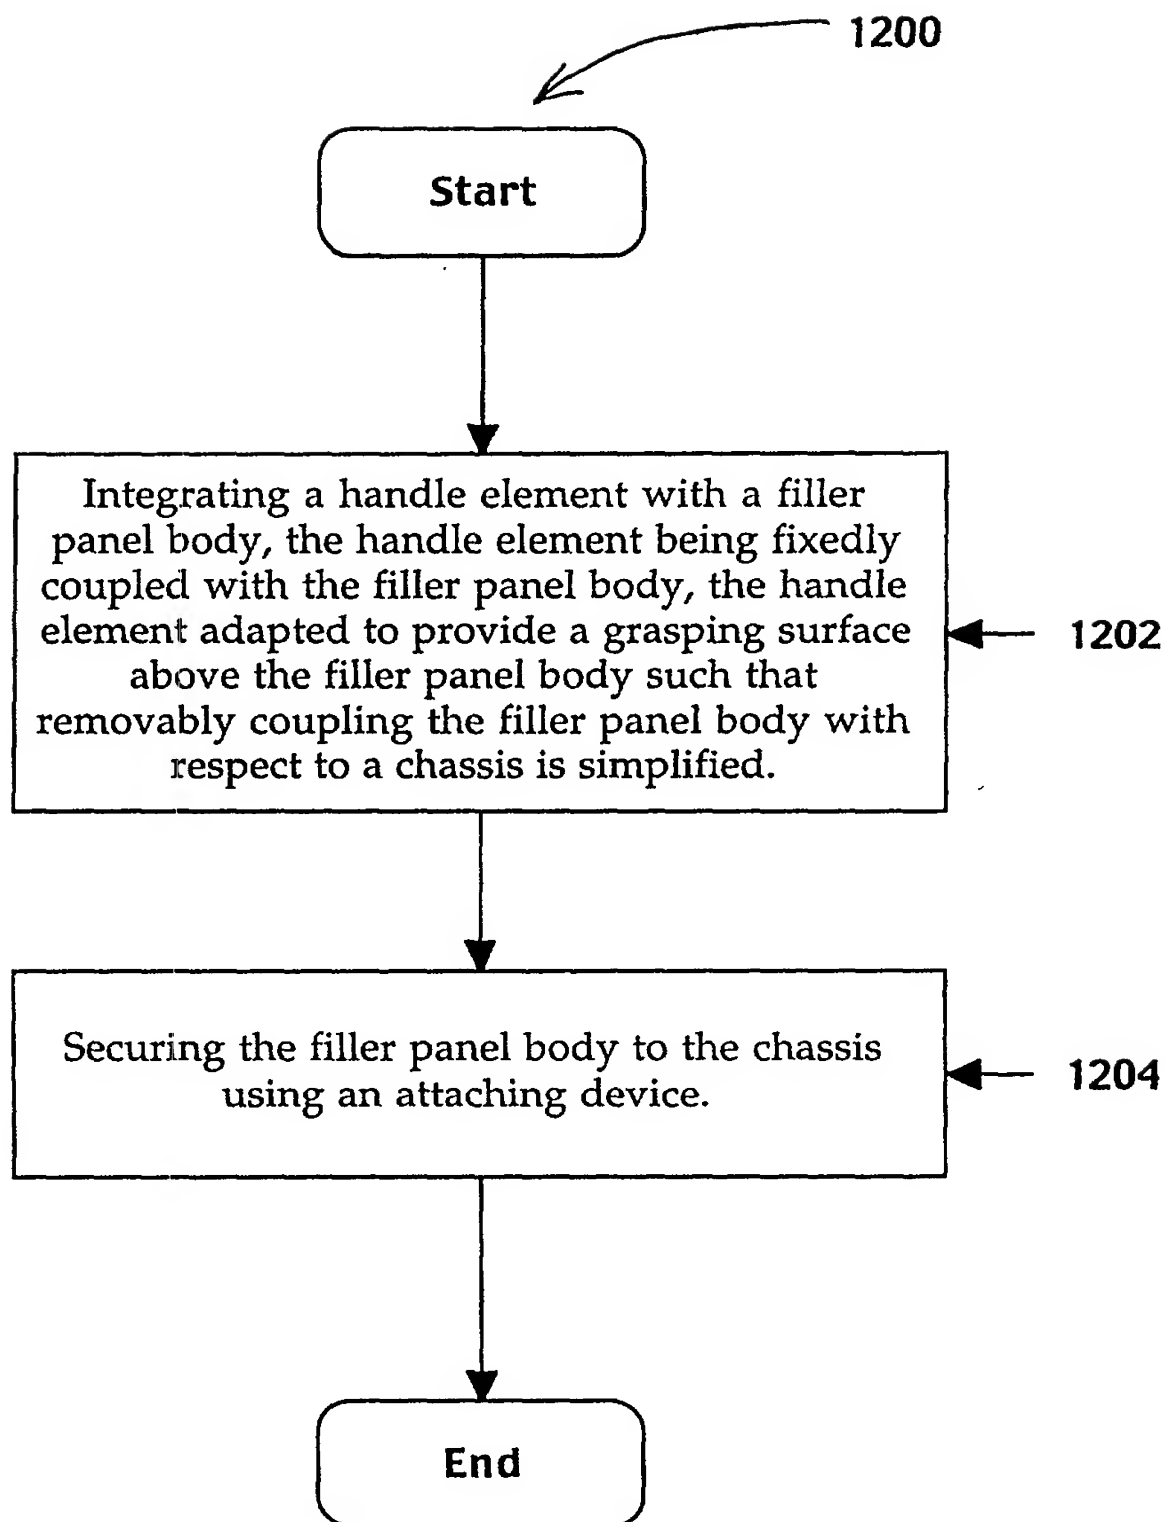 1200
Start
Integrating a handle element with a filler
panel body, the handle element being fixedly
coupled with the filler panel body, the handle
element adapted to provide a grasping surface
above the filler panel body such that
removably coupling the filler panel body with
respect to a chassis is simplified.
1202
Securing the filler panel body to the chassis
using an attaching device.
1204
End